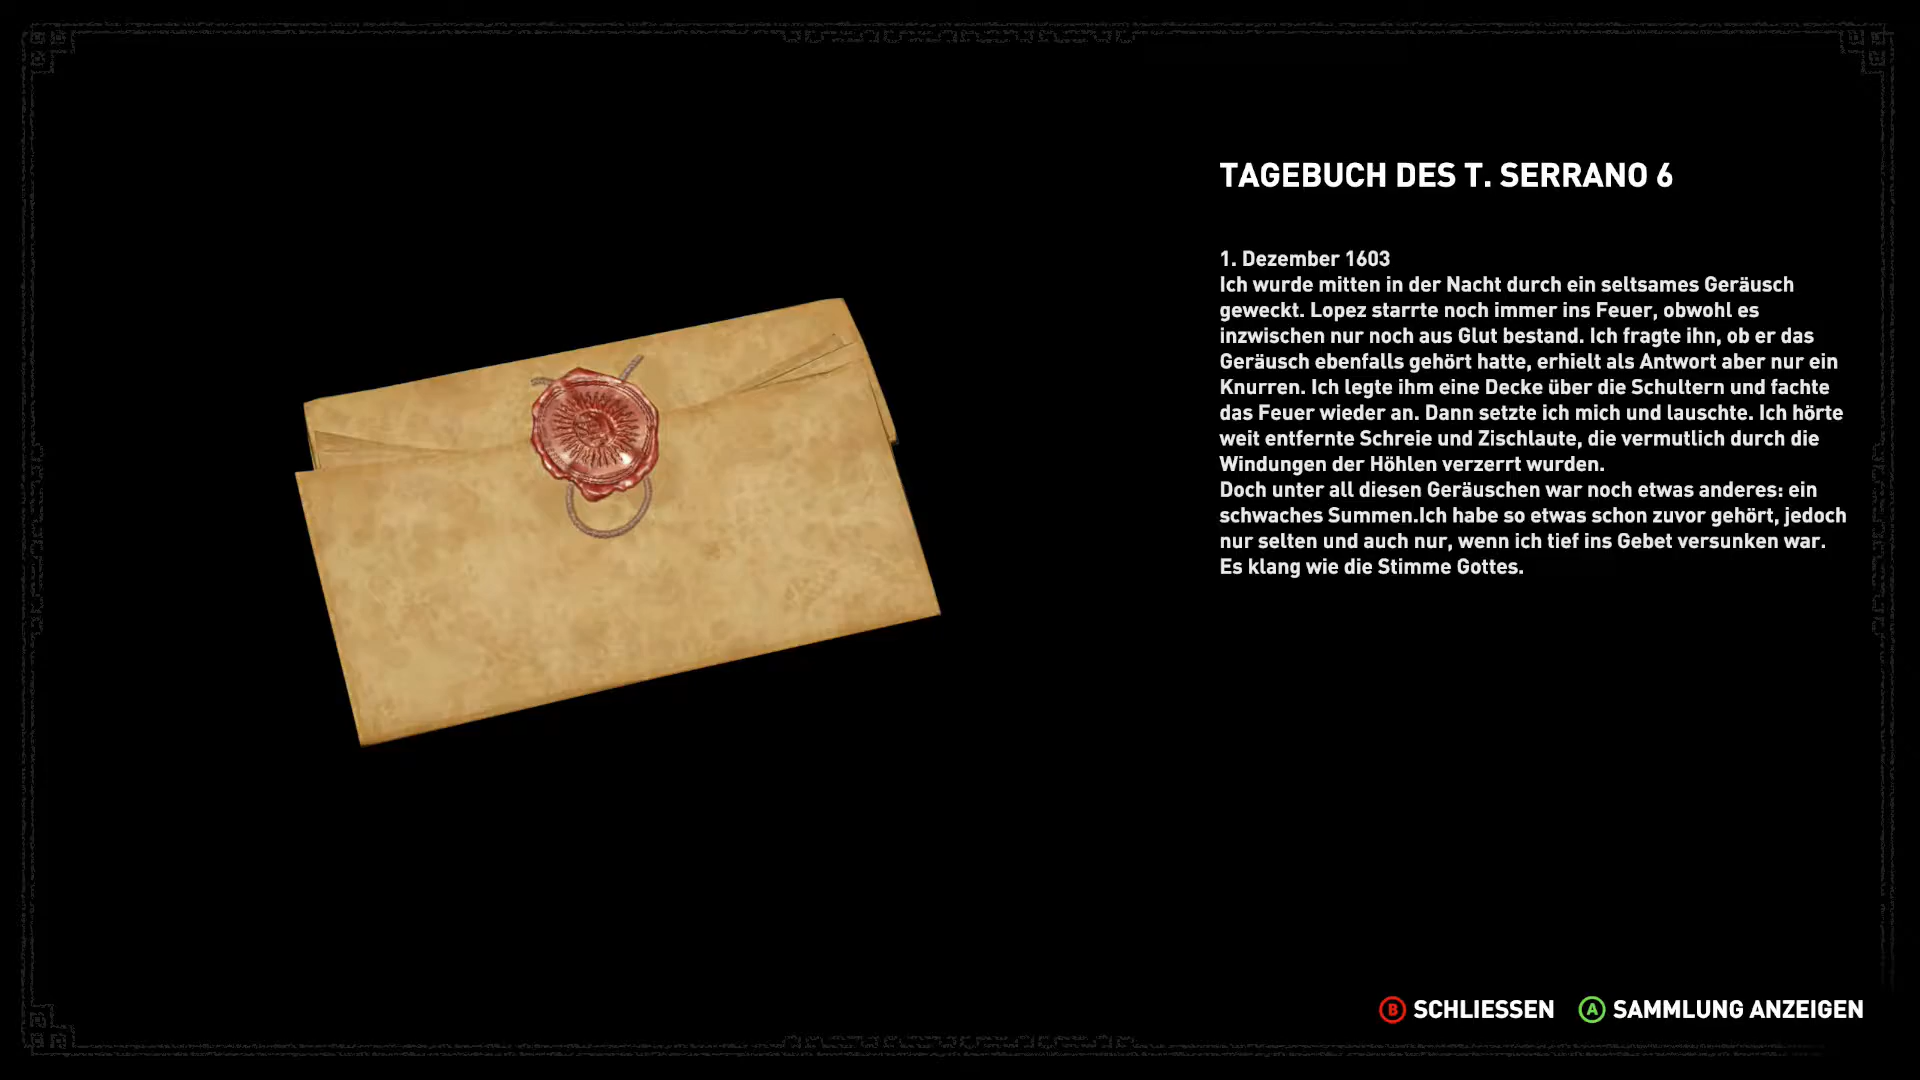 TAGEBUCH DES T. SERRANO 6
1. Dezember 1603
Ich wurde mitten in der Nacht durch ein seltsames Geräusch
geweckt. Lopez starrte noch immer ins Feuer, obwohl es
inzwischen nur noch aus Glut bestand. Ich fragte ihn, ob er das
Geräusch ebenfalls gehört hatte, erhielt als Antwort aber nur ein
Knurren. Ich legte ihm eine Decke über die Schultern und fachte
das Feuer wieder an. Dann setzte ich mich und lauschte. Ich hörte
weit entfernte Schreie und Zischlaute, die vermutlich durch die
Windungen der Höhlen verzerrt wurden.
Doch unter all diesen Geräuschen war noch etwas anderes: ein
schwaches Summen.Ich habe so etwas schon zuvor gehört, jedoch
nur selten und auch nur, wenn ich tief ins Gebet versunken war.
Es klang wie die Stimme Gottes.
B SCHLIESSEN A SAMMLUNG ANZEIGEN